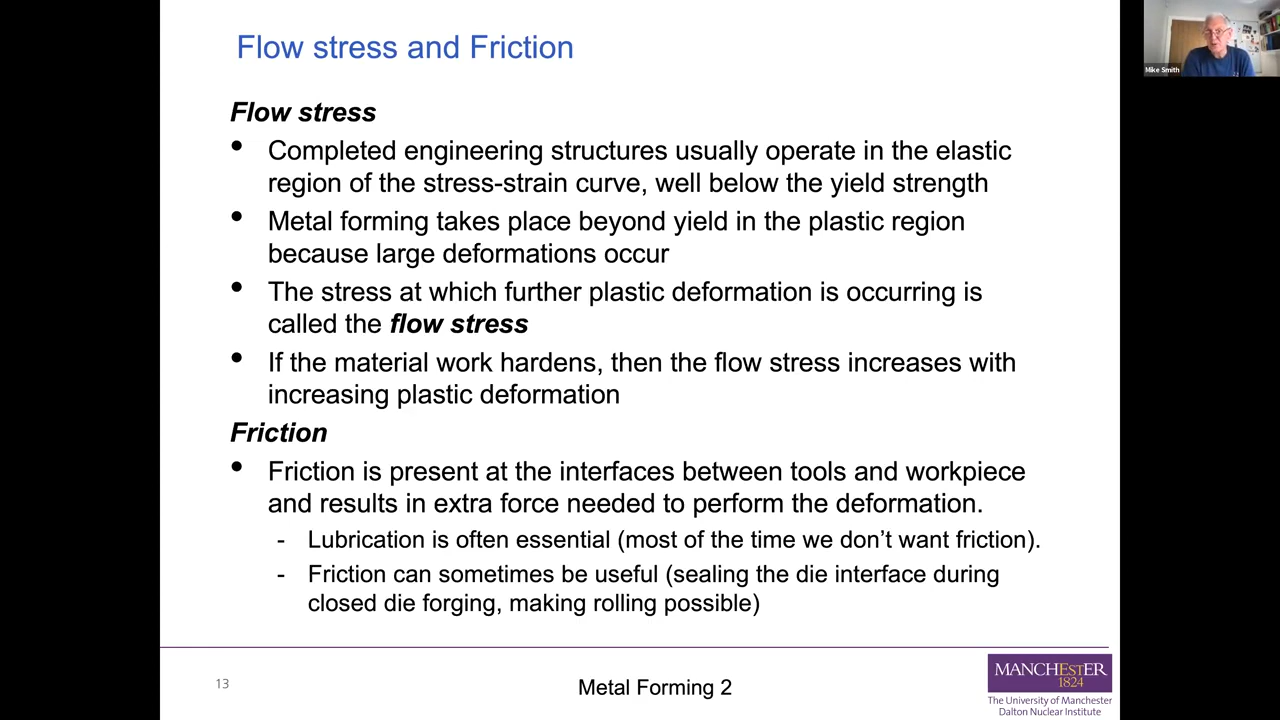 Flow stress and Friction
Mike Smith
Flow stress
• Completed engineering structures usually operate in the elastic
region of the stress-strain curve, well below the yield strength
• Metal forming takes place beyond yield in the plastic region
because large deformations occur
• The stress at which further plastic deformation is occurring is
called the flow stress
• If the material work hardens, then the flow stress increases with
increasing plastic deformation
Friction
• Friction is present at the interfaces between tools and workpiece
and results in extra force needed to perform the deformation.
- Lubrication is often essential (most of the time we don’t want friction).
- Friction can sometimes be useful (sealing the die interface during
closed die forging, making rolling possible)
13
Metal Forming 2
MANCHESTER
1824
The University of Manchester
Dalton Nuclear Institute